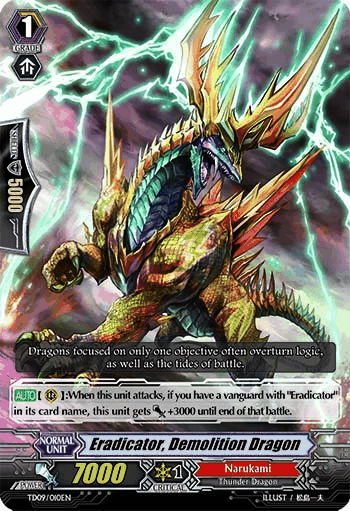 1
GRADE
SHIELD
5000
Dragons focused on only one objective often overturn logic,
as well as the tides of battle.
AUTO [ ]:When this unit attacks, if you have a vanguard with "Eradicator"
in its card name, this unit gets +3000 until end of that battle.
NORMAL
UNIT
Eradicator, Demolition Dragon
POWER
7000
1
CRITICAL
Narukami
Thunder Dragon
TD09/010EN
ILLUST / 松島一夫